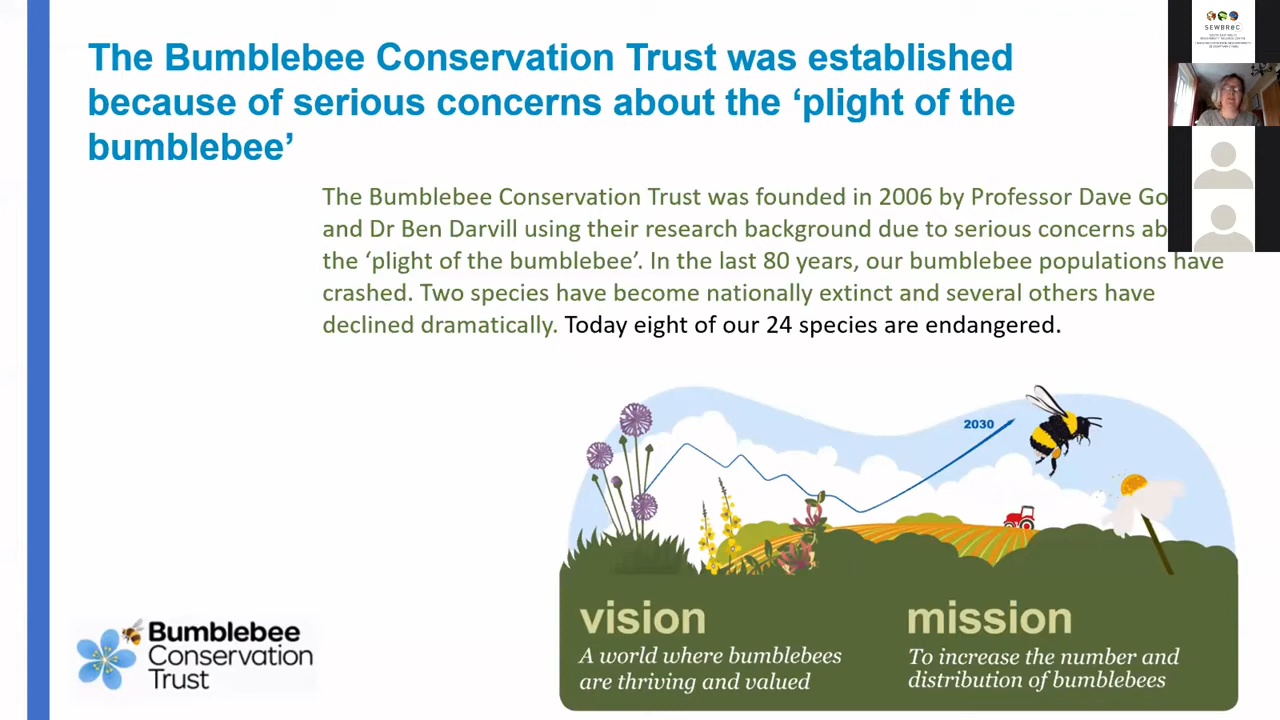 The Bumblebee Conservation Trust was established
because of serious concerns about the ‘plight of the
bumblebee’
The Bumblebee Conservation Trust was founded in 2006 by Professor Dave Go
and Dr Ben Darvill using their research background due to serious concerns ab
the ‘plight of the bumblebee’. In the last 80 years, our bumblebee populations have
crashed. Two species have become nationally extinct and several others have
declined dramatically. Today eight of our 24 species are endangered.
2030
vision
A world where bumblebees
are thriving and valued
mission
To increase the number and
distribution of bumblebees
Bumblebee
Conservation
Trust
SEWBReC